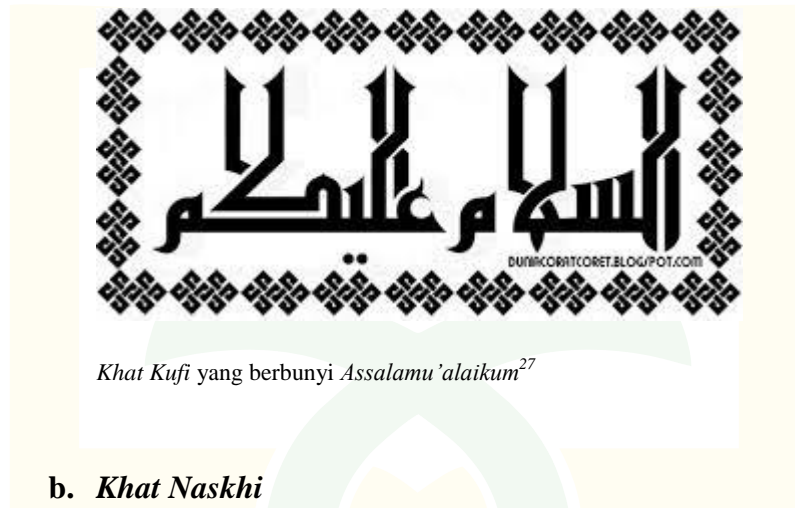 السلام عليكم
DUNIACORATCORET.BLOGSPOT.COM
Khat Kufi yang berbunyi Assalamu’alaikum27
b. Khat Naskhi